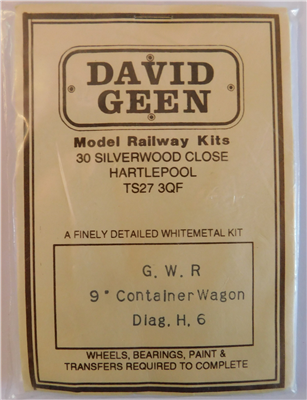 DAVID
GEEN
Model Railway Kits
30 SILVERWOOD CLOSE
HARTLEPOOL
TS27 3QF
A FINELY DETAILED WHITEMETAL KIT
G. W. R
9" Container Wagon
Diag. H. 6
WHEELS, BEARINGS, PAINT &
TRANSFERS REQUIRED TO COMPLETE